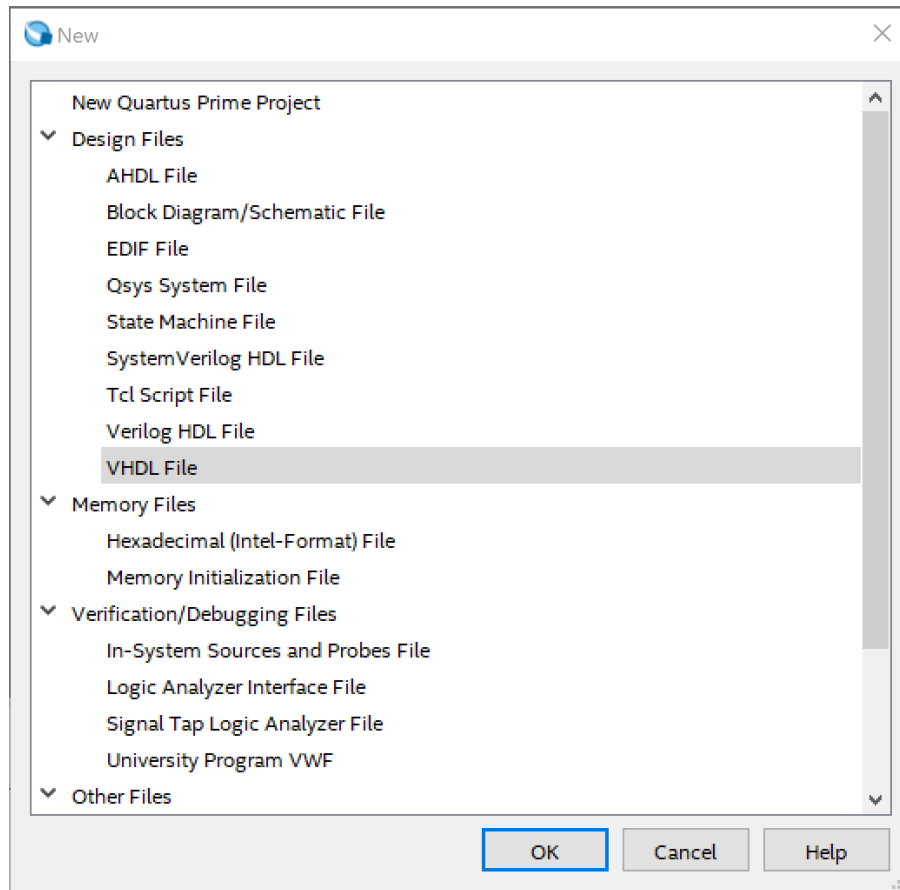 New
New Quartus Prime Project
Design Files
AHDL File
Block Diagram/Schematic File
EDIF File
Qsys System File
State Machine File
SystemVerilog HDL File
Tcl Script File
Verilog HDL File
VHDL File
Memory Files
Hexadecimal (Intel-Format) File
Memory Initialization File
Verification/Debugging Files
In-System Sources and Probes File
Logic Analyzer Interface File
Signal Tap Logic Analyzer File
University Program VWF
Other Files
OK Cancel Help